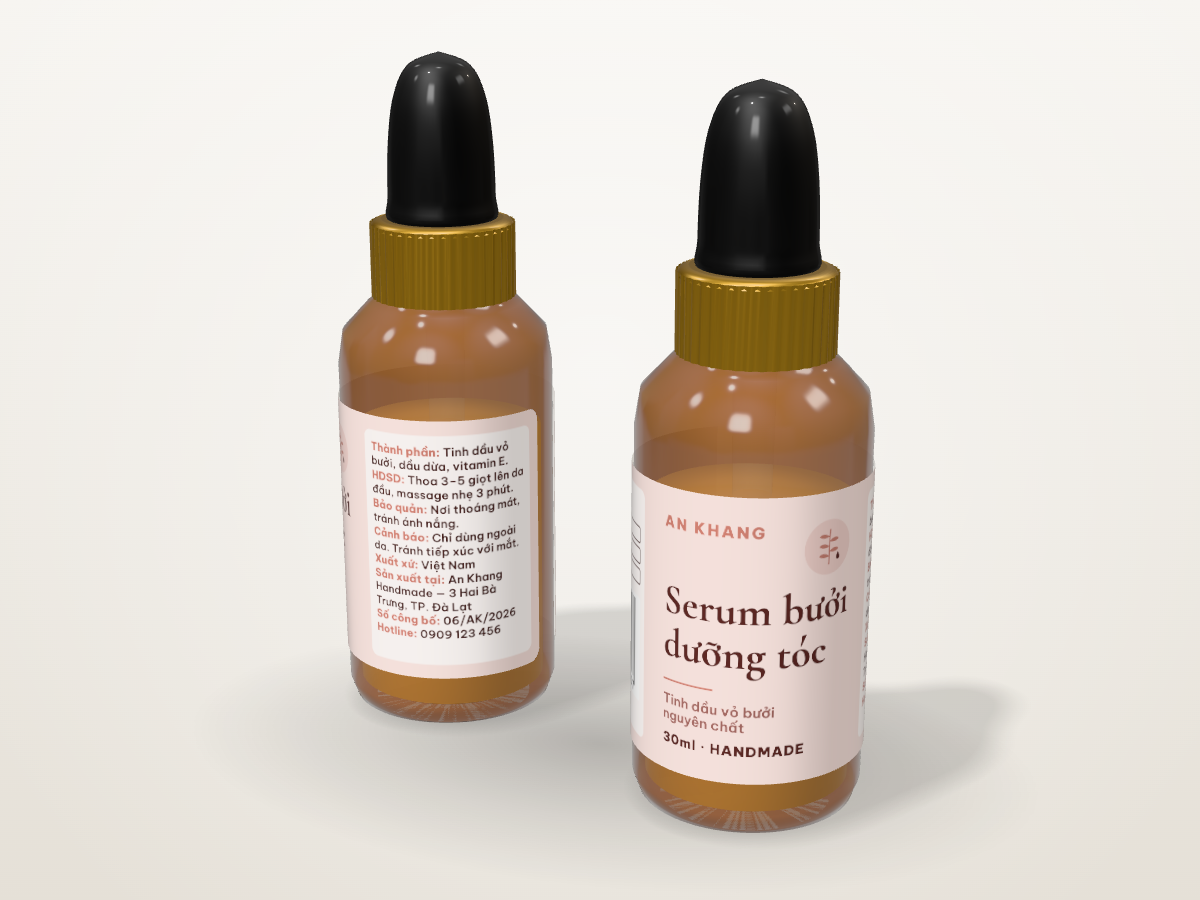 Thành phần: Tinh dầu vỏ
bưởi, dầu dừa, vitamin E.
HDSD: Thoa 3–5 giọt lên da
đầu, massage nhẹ 3 phút.
Bảo quản: Nơi thoáng mát,
tránh ánh nắng.
Cảnh báo: Chỉ dùng ngoài
da. Tránh tiếp xúc với mắt.
Xuất xứ: Việt Nam
Sản xuất tại: An Khang
Handmade – 3 Hai Bà
Trưng, TP. Đà Lạt
Số công bố: 06/AK/2026
Hotline: 0909 123 456
AN KHANG
Serum bưởi
dưỡng tóc
Tinh dầu vỏ bưởi
nguyên chất
30ml · HANDMADE